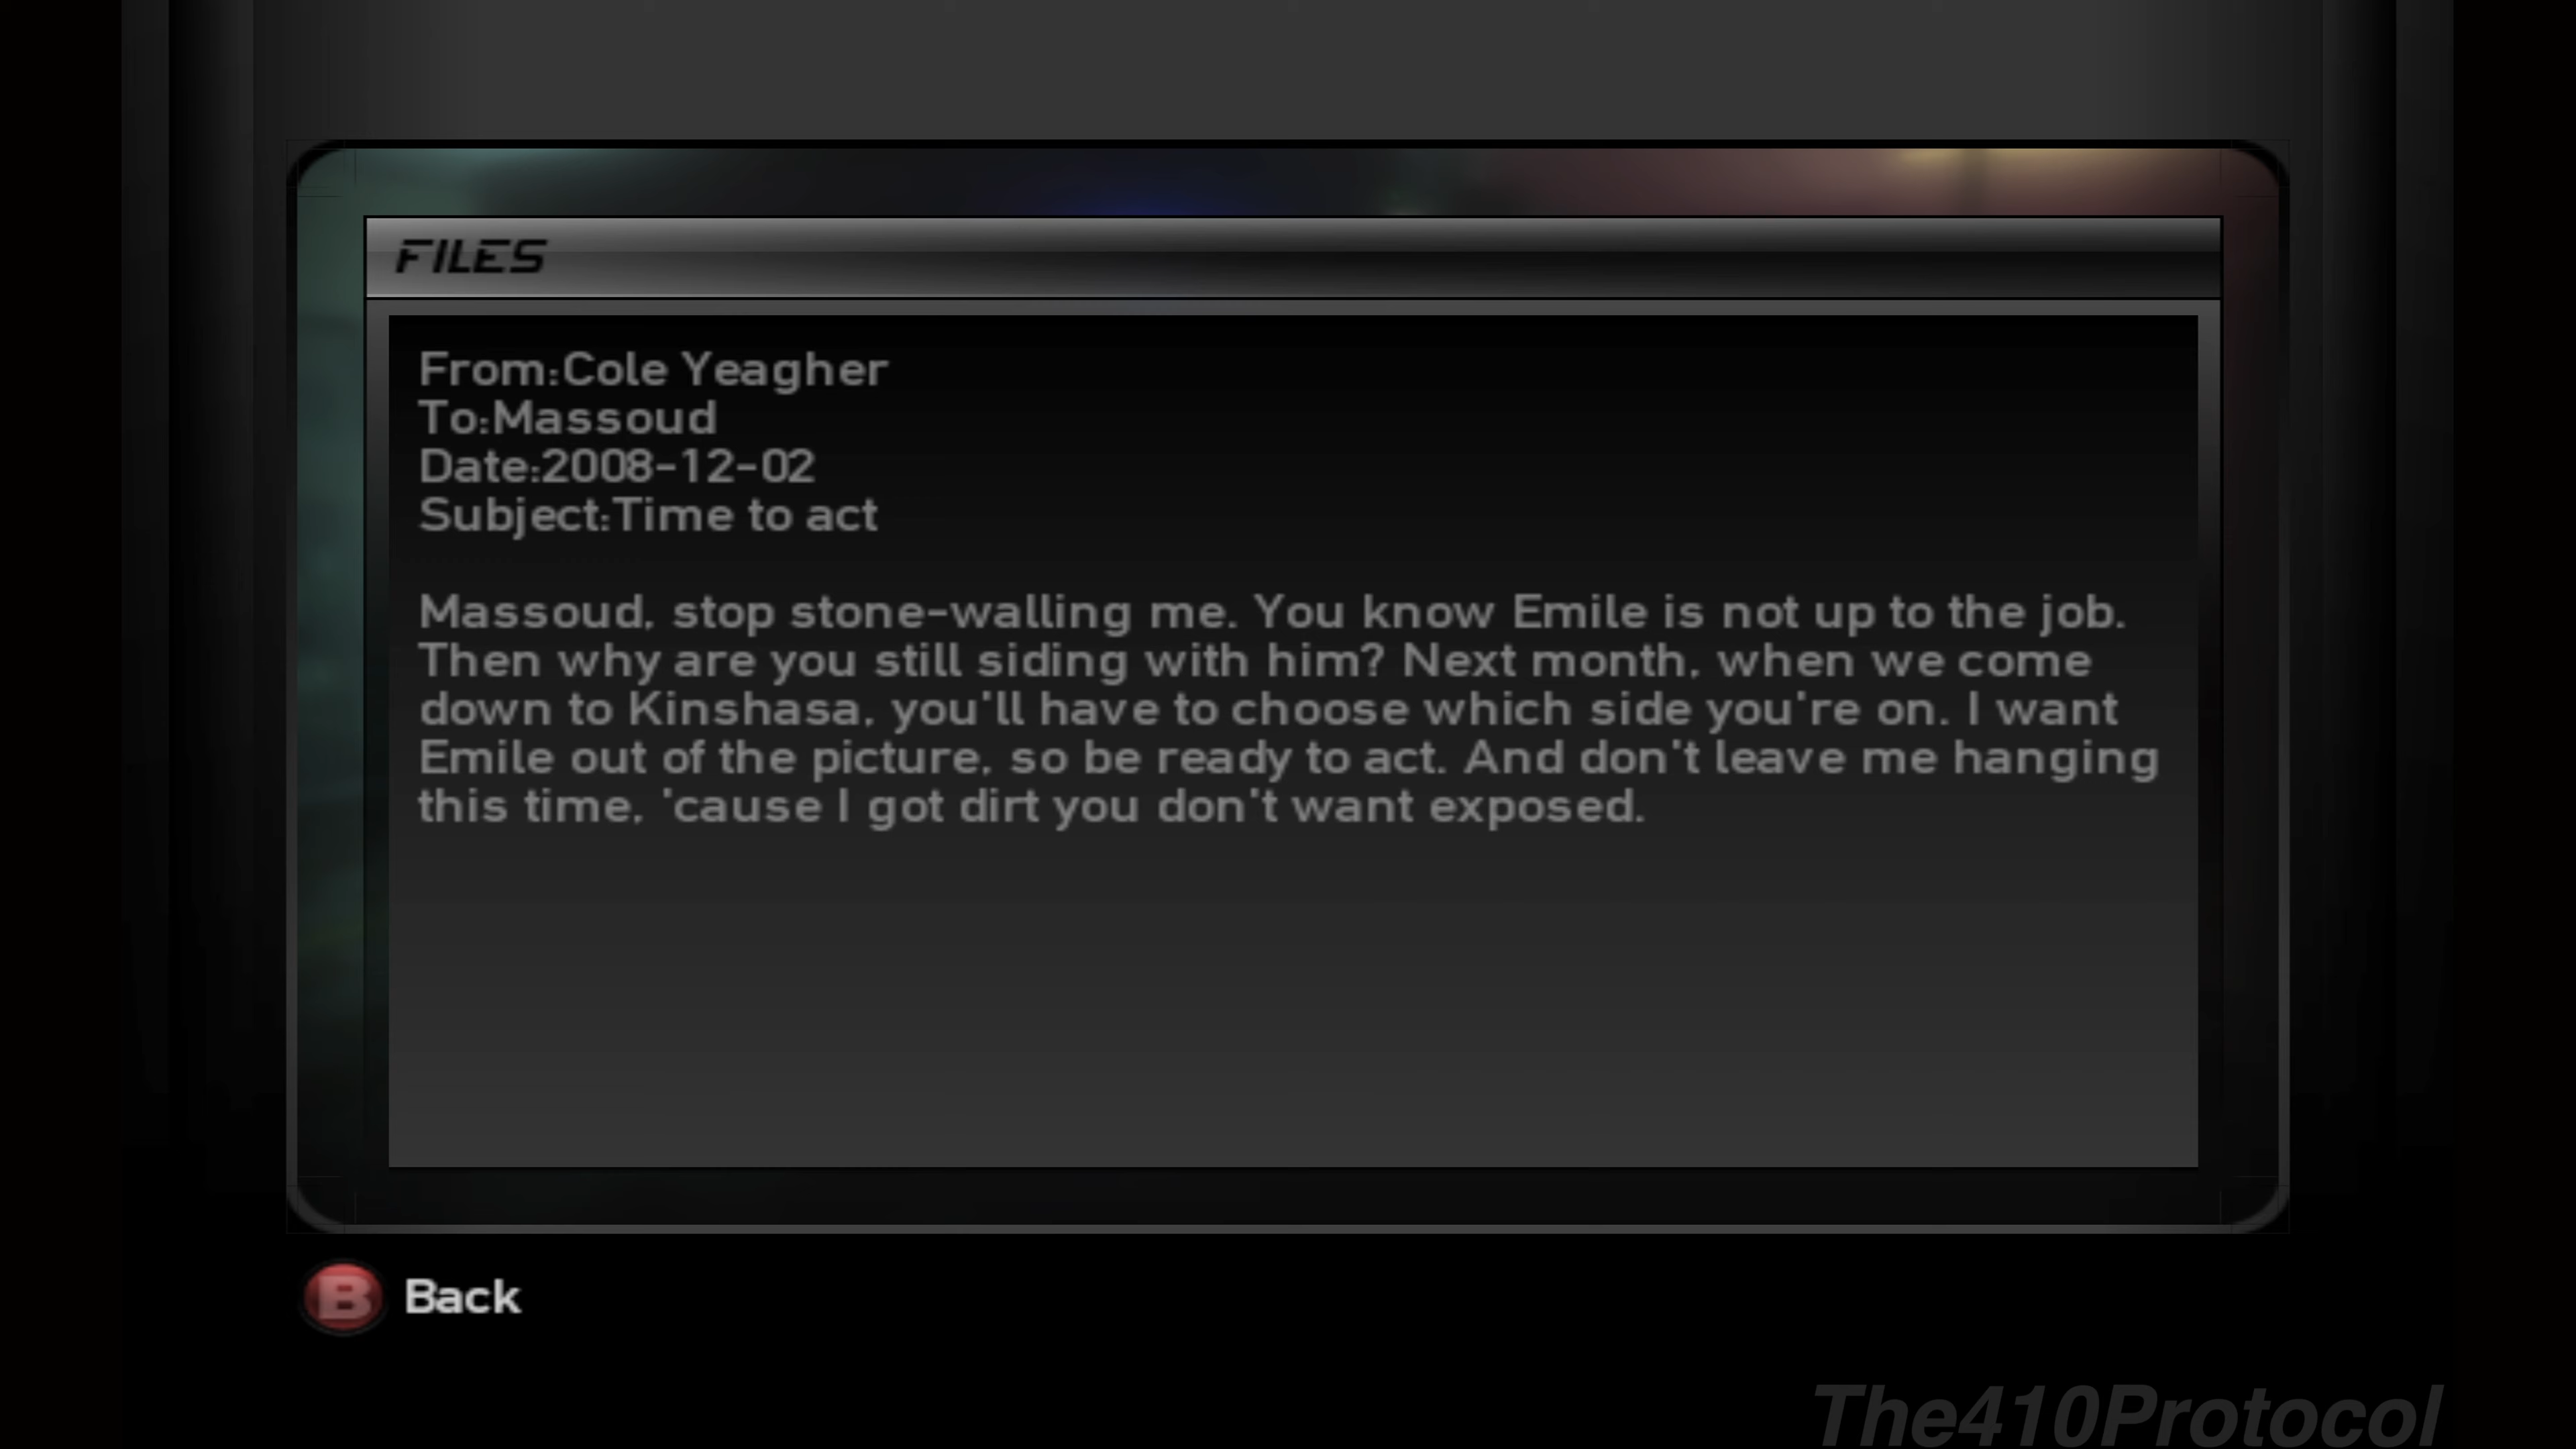 FILES
From:Cole Yeagher
To:Massoud
Date:2008-12-02
Subject:Time to act
Massoud, stop stone-walling me. You know Emile is not up to the job.
Then why are you still siding with him? Next month, when we come
down to Kinshasa, you'll have to choose which side you're on. I want
Emile out of the picture, so be ready to act. And don't leave me hanging
this time, 'cause I got dirt you don't want exposed.
B Back
The410Protocol